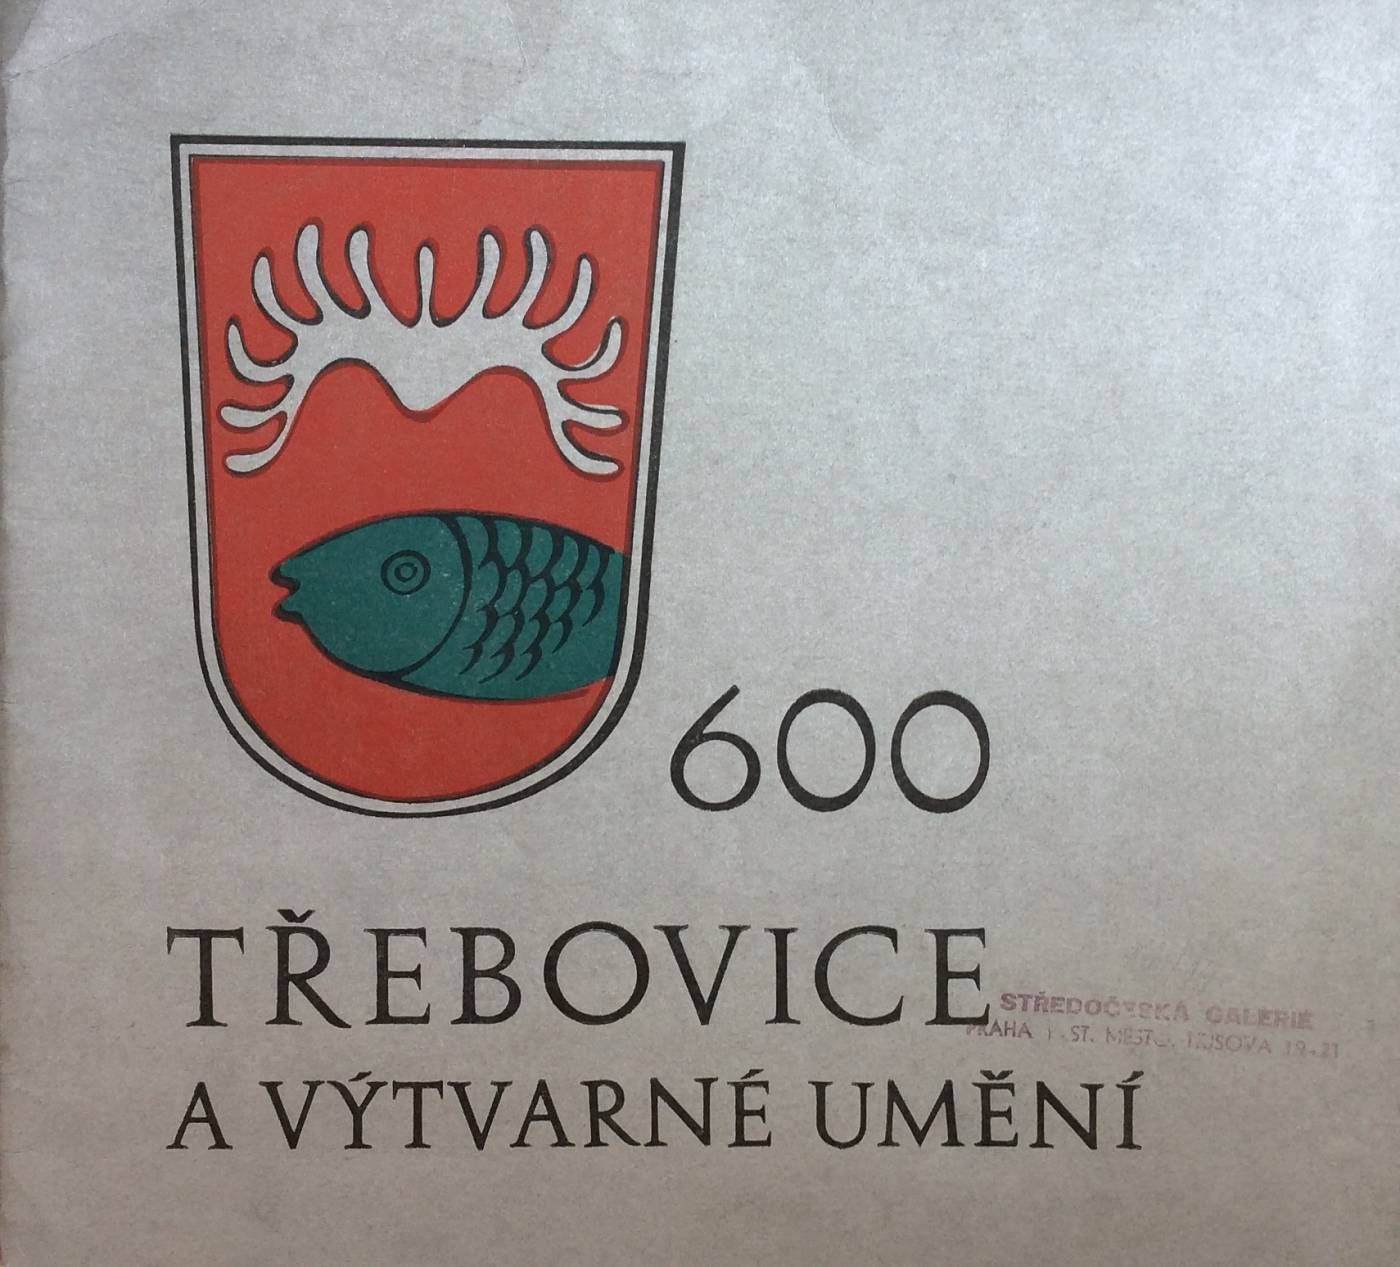 600
TŘEBOVICE
STŘEDOČESKÁ GALERIE
PRAHA 1 - ST. MĚSTO, HUSOVA 19-21
A VÝTVARNÉ UMĚNÍ